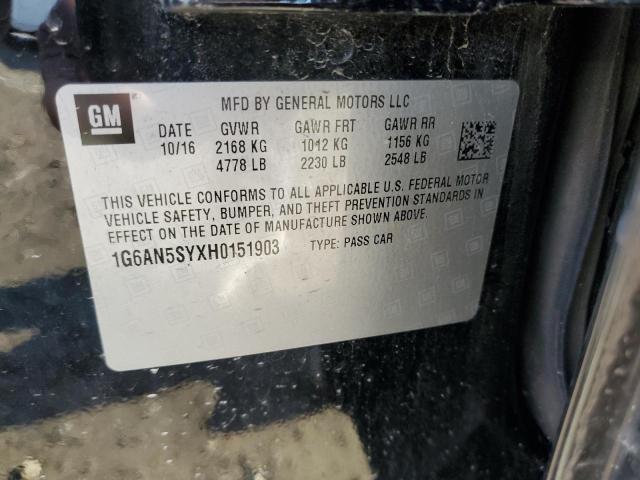 GM
MFD BY GENERAL MOTORS LLC
DATE GVWR GAWR FRT GAWR RR
10/16 2168 KG 1012 KG 1156 KG
4778 LB 2230 LB 2548 LB
THIS VEHICLE CONFORMS TO ALL APPLICABLE U.S. FEDERAL MOTOR
VEHICLE SAFETY, BUMPER, AND THEFT PREVENTION STANDARDS IN
EFFECT ON THE DATE OF MANUFACTURE SHOWN ABOVE.
1G6AN5SYXH0151903 TYPE: PASS CAR